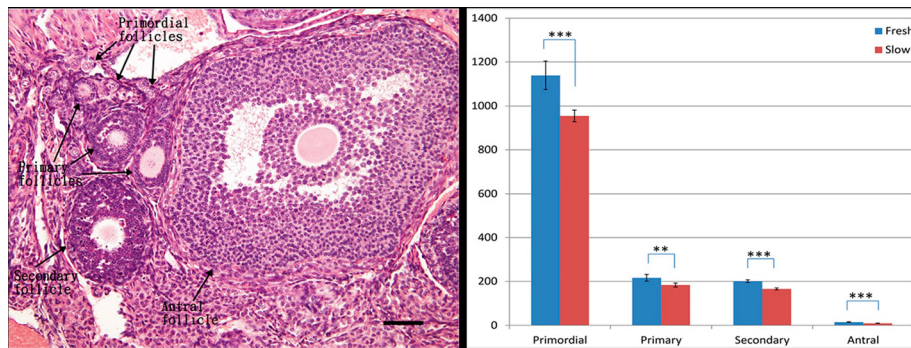 Primordial
follicles
Primary
follicles
Secondary
follicle
Antral
follicle
1400
1200
1000
800
600
400
200
0
***
**
***
***
Fresh
Slow
Primordial
Primary
Secondary
Antral